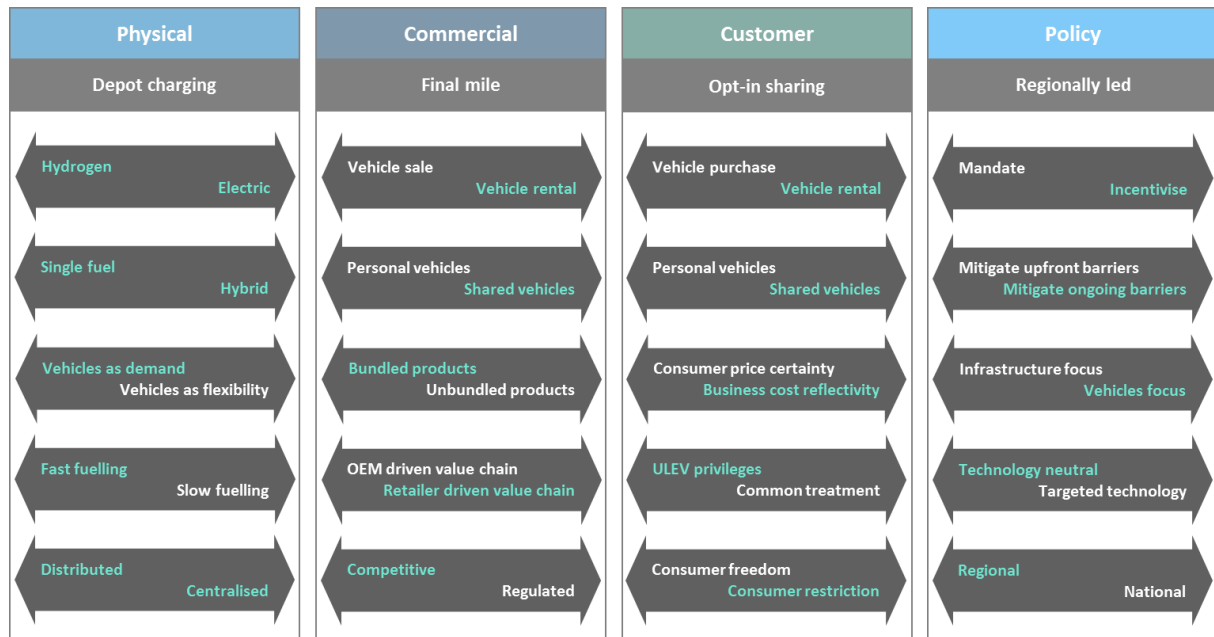 Physical
Depot charging
Hydrogen
Electric
Single fuel
Hybrid
Vehicles as demand
Vehicles as flexibility
Fast fuelling
Slow fuelling
Distributed
Centralised
Commercial
Final mile
Vehicle sale
Vehicle rental
Personal vehicles
Shared vehicles
Bundled products
Unbundled products
OEM driven value chain
Retailer driven value chain
Competitive
Regulated
Customer
Opt-in sharing
Vehicle purchase
Vehicle rental
Personal vehicles
Shared vehicles
Consumer price certainty
Business cost reflectivity
ULEV privileges
Common treatment
Consumer freedom
Consumer restriction
Policy
Regionally led
Mandate
Incentivise
Mitigate upfront barriers
Mitigate ongoing barriers
Infrastructure focus
Vehicles focus
Technology neutral
Targeted technology
Regional
National